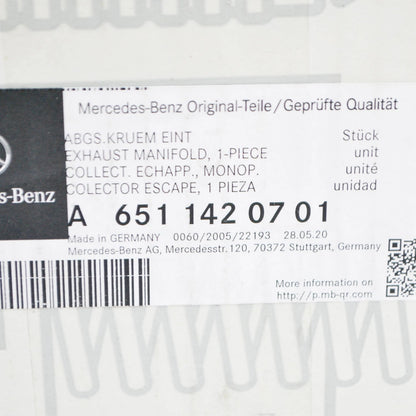 Mercedes-Benz Original-Teile/Geprüfte Qualität
ABGS.KRUEM EINT Stück
EXHAUST MANIFOLD, 1-PIECE unit
COLLECT. ECHAPP., MONOP. unité
COLECTOR ESCAPE, 1 PIEZA unidad
s-Benz
A 651 142 07 01
Made in GERMANY 0060/2005/22193 28.05.20
Mercedes-Benz AG, Mercedesstr.120, 70372 Stuttgart, Germany
More information on
http://p.mb-qr.com/